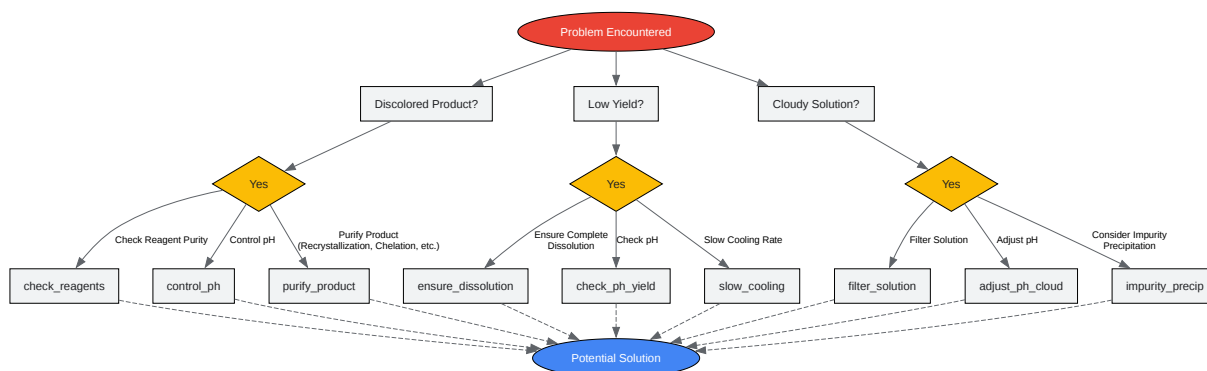 Problem Encountered
Discolored Product?
Low Yield?
Cloudy Solution?
Yes
Yes
Yes
Check Reagent Purity
Control pH
Purify Product
(Recrystallization, Chelation, etc.)
Ensure Complete
Dissolution
Check pH
Slow Cooling Rate
Filter Solution
Adjust pH
Consider Impurity
Precipitation
check_reagents
control_ph
purify_product
ensure_dissolution
check_ph_yield
slow_cooling
filter_solution
adjust_ph_cloud
impurity_precip
Potential Solution